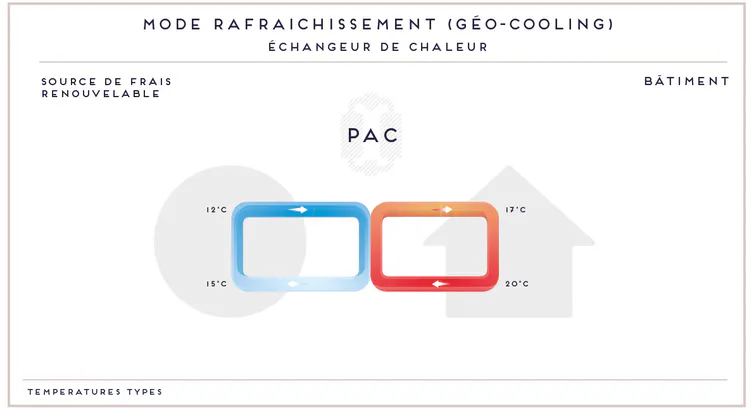 MODE RAFRAICHISSEMENT (GÉO-COOLING)
ÉCHANGEUR DE CHALEUR
SOURCE DE FRAIS
RENOUVELABLE
BÂTIMENT
PAC
12°C
17°C
15°C
20°C
TEMPERATURES TYPES